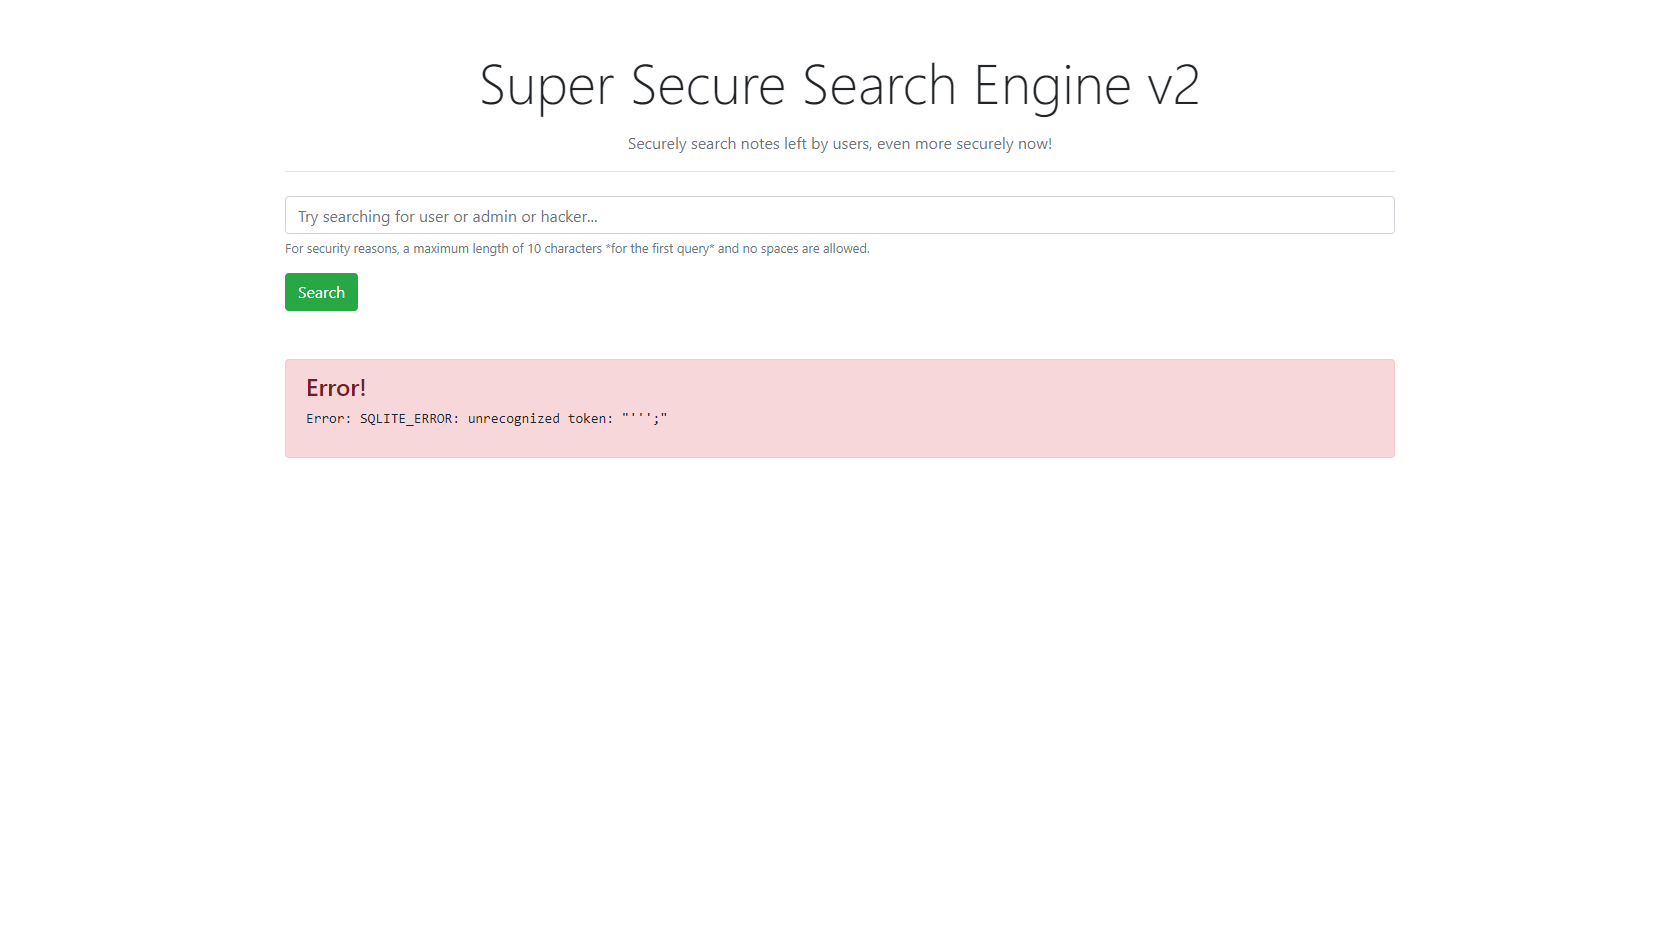 Super Secure Search Engine v2
Securely search notes left by users, even more securely now!
Try searching for user or admin or hacker...
For security reasons, a maximum length of 10 characters *for the first query* and no spaces are allowed.
Search
Error!
Error: SQLITE_ERROR: unrecognized token: "''';"